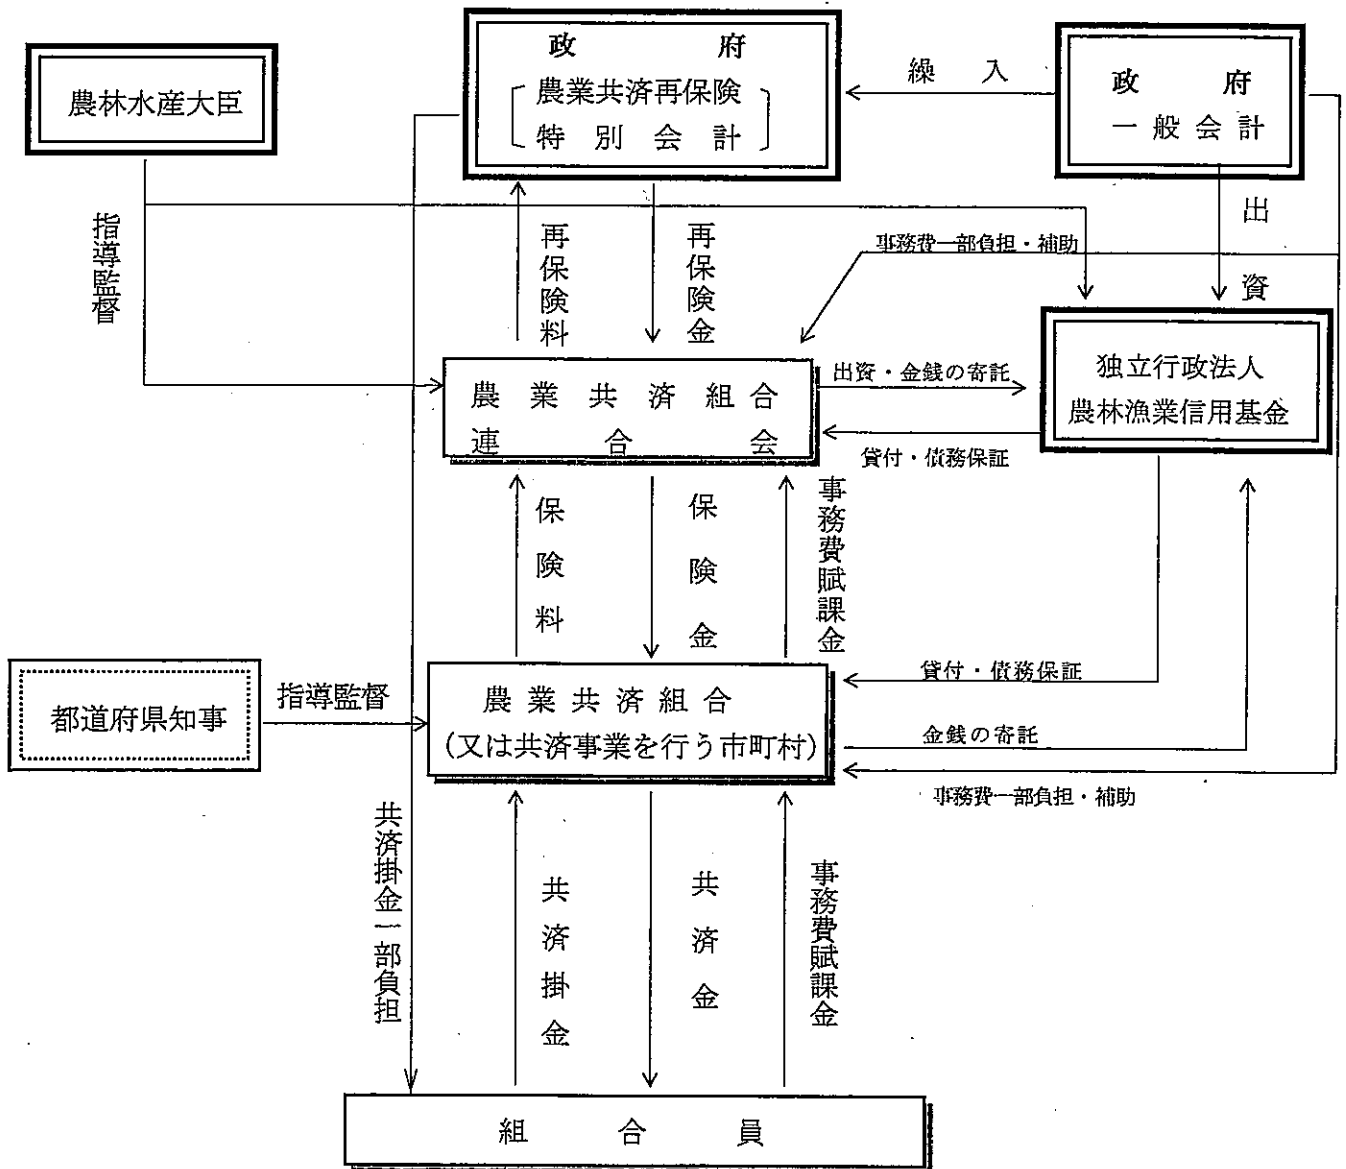 政府
農業共済再保険
特別会計
繰入
政府
一般会計
農林水産大臣
指導監督
再保険料
再保険金
事務費一部負担・補助
出資
農業共済組合
連合会
出資・金銭の寄託
貸付・債務保証
独立行政法人
農林漁業信用基金
保険料
保険金
事務費賦課金
都道府県知事
指導監督
農業共済組合
(又は共済事業を行う市町村)
貸付・債務保証
金銭の寄託
事務費一部負担・補助
共済掛金一部負担
共済掛金
共済金
事務費賦課金
組合員